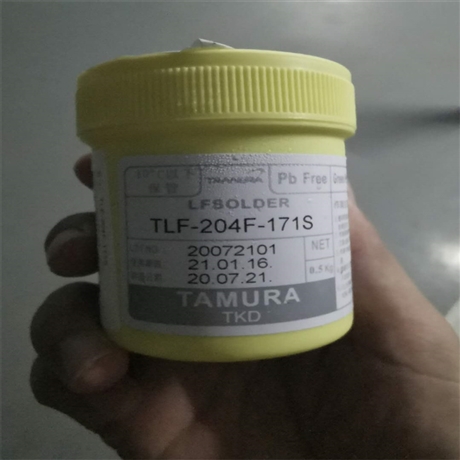 TAMURA
Pb Free
LFSOLDER
TLF-204F-171S
20072101
NET
21.01.16.
20.07.21.
TAMURA
TKD